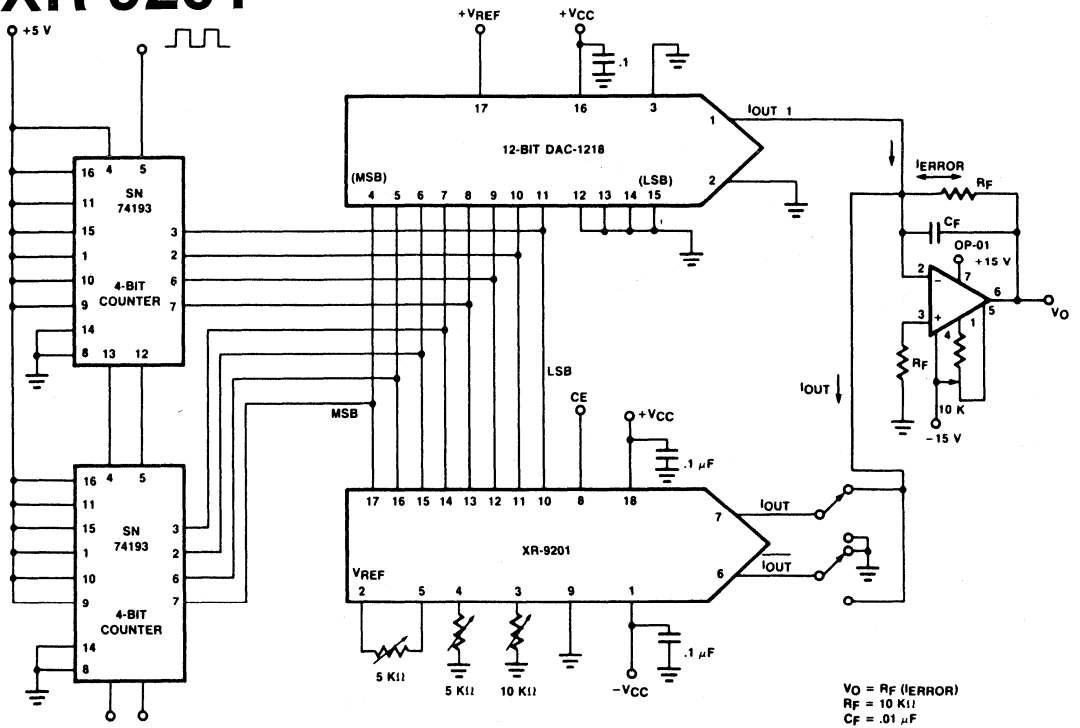 XR-9201
+5 V
+VREF
+VCC
.1
17
16
3
12-BIT DAC-1218
1
IOUT 1
2
(MSB)
(LSB)
4 5 6 7 8 9 10 11 12 13 14 15
4 5
16
11
15
1
10
9
14
8
SN
74193
4-BIT
COUNTER
3
2
6
7
13 12
IERROR
RF
CF
OP-01
+15 V
2
7
6
3
5
4
1
VO
RF
10 K
-15 V
IOUT
LSB
MSB
CE
+VCC
.1 µF
4 5
16
11
15
1
10
9
14
8
SN
74193
4-BIT
COUNTER
3
2
6
7
17 16 15 14 13 12 11 10 8 18
XR-9201
7
IOUT
6
IOUT
VREF
2 5 4 3 9 1
5 KΩ
5 KΩ
10 KΩ
.1 µF
-VCC
VO = RF (IERROR)
RF = 10 KΩ
CF = .01 µF